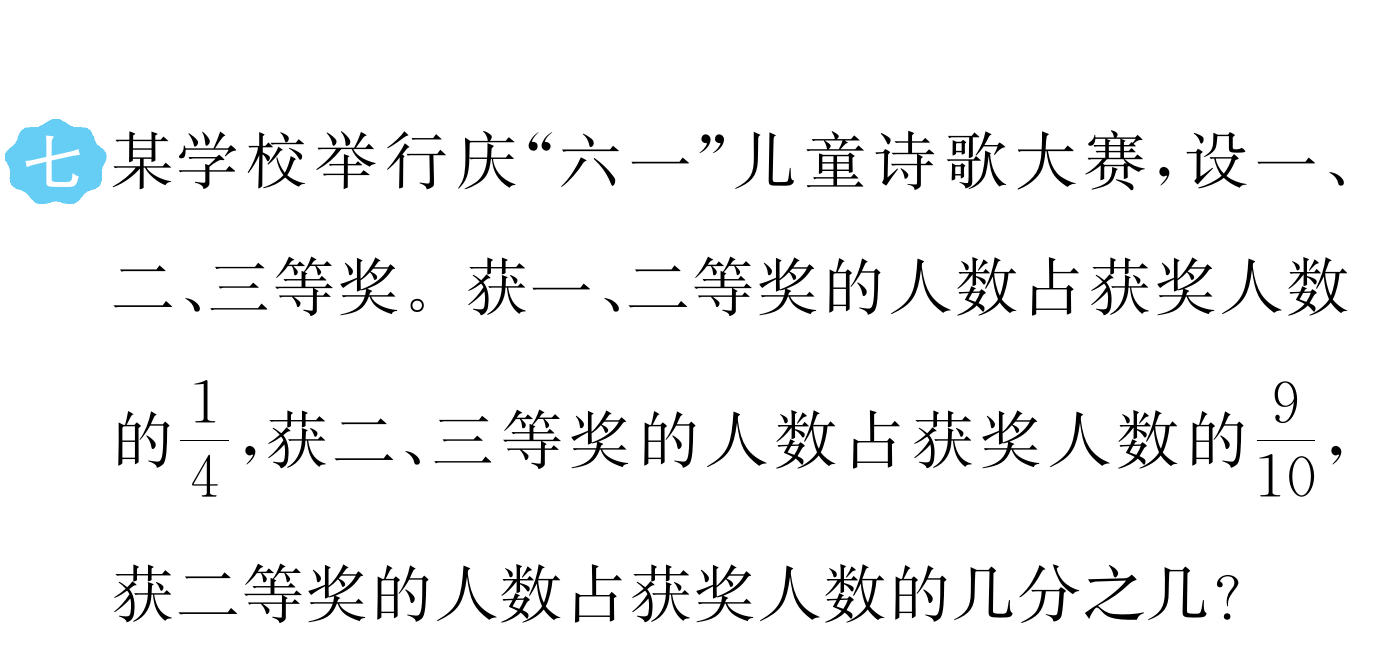 七 某学校举行庆“六一”儿童诗歌大赛,设一、
二、三等奖。获一、二等奖的人数占获奖人数
的1/4,获二、三等奖的人数占获奖人数的9/10,
获二等奖的人数占获奖人数的几分之几?